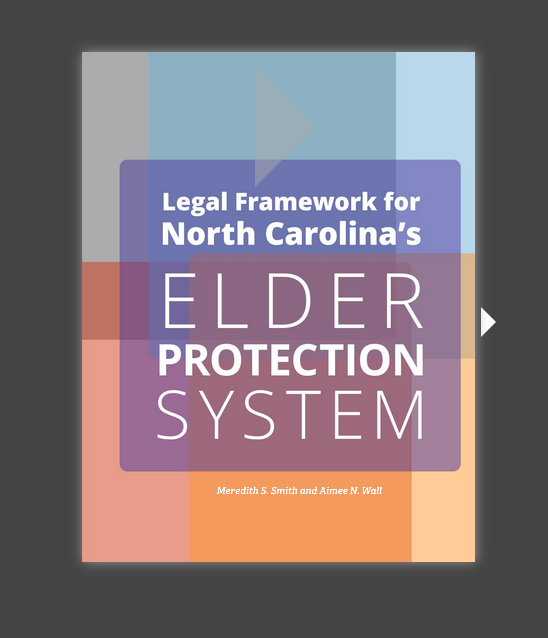 Legal Framework for
North Carolina’s
ELDER
PROTECTION
SYSTEM
Meredith S. Smith and Aimee N. Wall